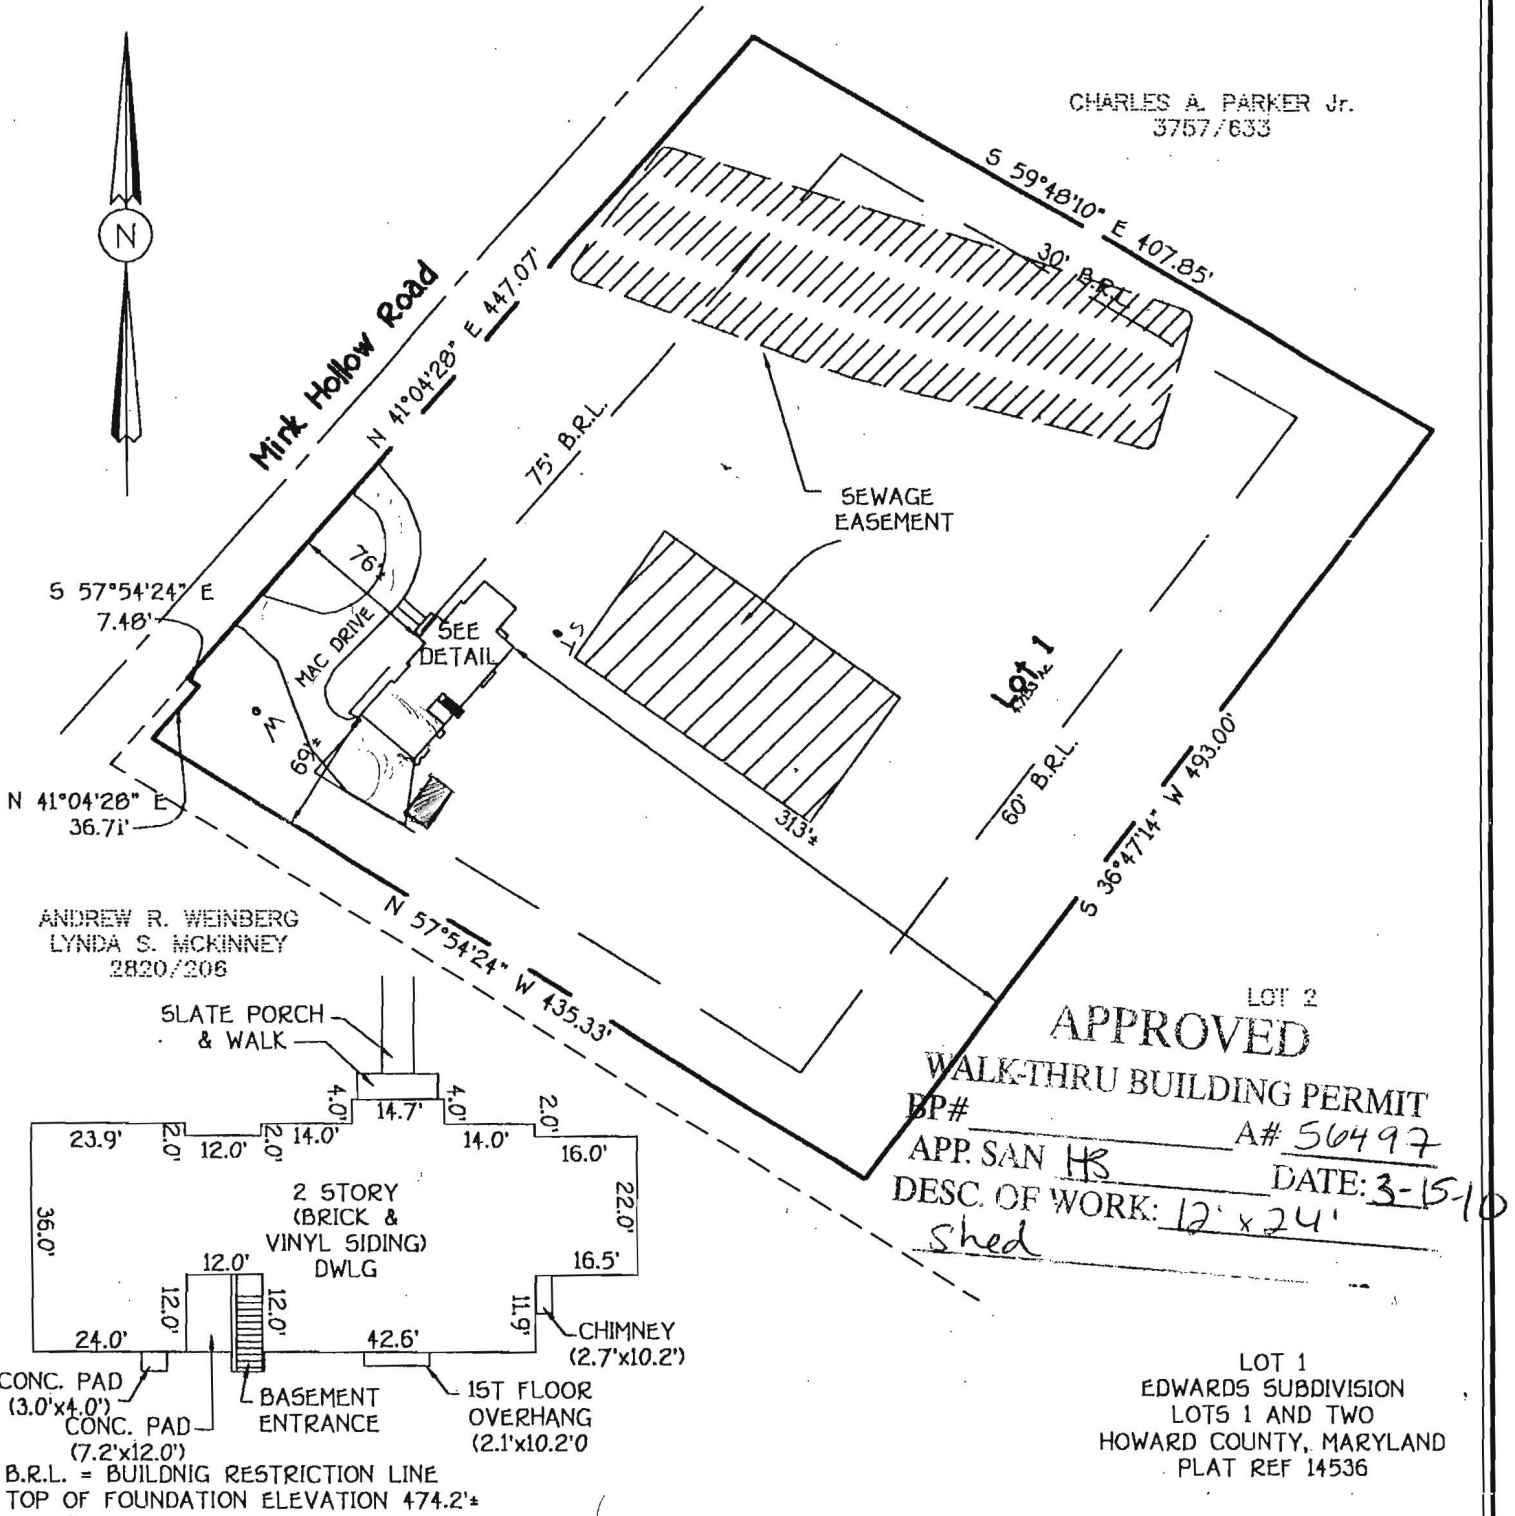 CHARLES A. PARKER Jr.
3757/633
N
S 59°48'10" E 407.85'
30' B.R.L.
Mink Hollow Road
N 41°04'28" E 447.07'
75' B.R.L.
SEWAGE
EASEMENT
S 57°54'24" E
7.48'
76'±
MAC DRIVE
SEE
DETAIL
S T
W
69'±
Lot 1
60' B.R.L.
313'±
S 36°47'14" W 493.00'
N 41°04'28" E
36.71'
N 57°54'24" W 435.33'
ANDREW R. WEINBERG
LYNDA S. MCKINNEY
2820/206
SLATE PORCH
& WALK
LOT 2
APPROVED
WALK-THRU BUILDING PERMIT
BP# A# 56497
APP. SAN HB DATE: 3-15-10
DESC. OF WORK: 12' x 24'
Shed
4.0' 14.7' 4.0'
23.9' 2.0' 12.0' 2.0' 14.0' 14.0' 2.0' 16.0'
36.0'
2 STORY
(BRICK &
VINYL SIDING)
DWLG
22.0'
12.0' 16.5'
12.0' 12.0' 11.9'
24.0' 42.6'
CHIMNEY
(2.7'x10.2')
CONC. PAD
(3.0'x4.0')
CONC. PAD
(7.2'x12.0')
BASEMENT
ENTRANCE
1ST FLOOR
OVERHANG
(2.1'x10.2'0
B.R.L. = BUILDNIG RESTRICTION LINE
TOP OF FOUNDATION ELEVATION 474.2'±
LOT 1
EDWARDS SUBDIVISION
LOTS 1 AND TWO
HOWARD COUNTY, MARYLAND
PLAT REF 14536